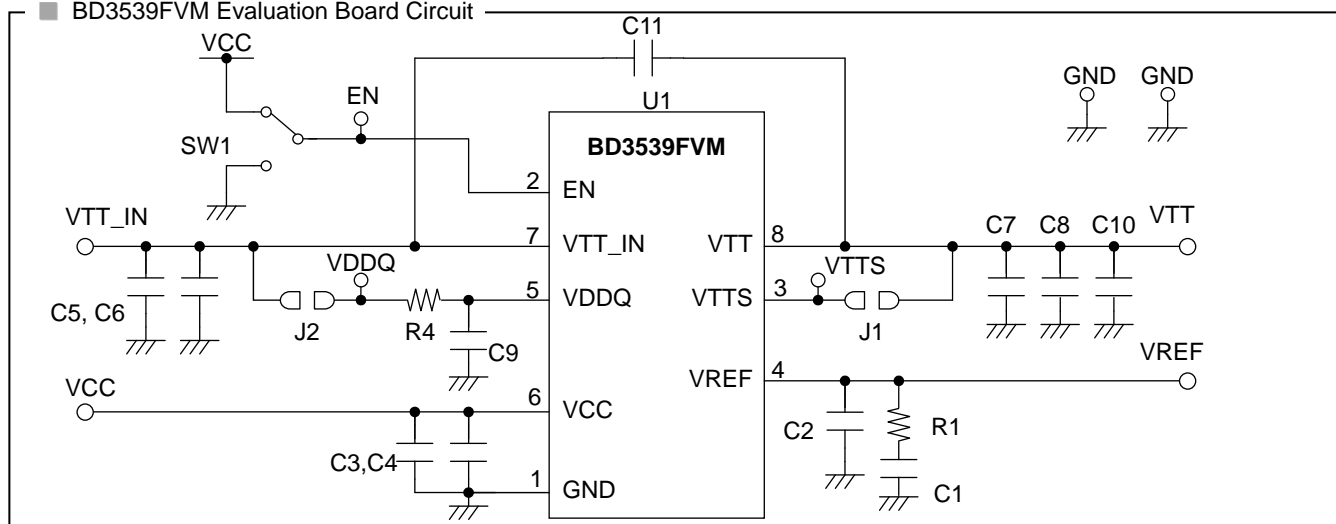 BD3539FVM Evaluation Board Circuit
VCC
C11
GND GND
EN
U1
BD3539FVM
SW1
2 EN
VTT_IN
7 VTT_IN
VTT 8
C7 C8 C10
VTT
VDDQ
VTTS
5 VDDQ
VTTS 3
C5, C6
J2
R4
J1
C9
VREF
VREF 4
VCC
6 VCC
C2
R1
C3,C4
1 GND
C1